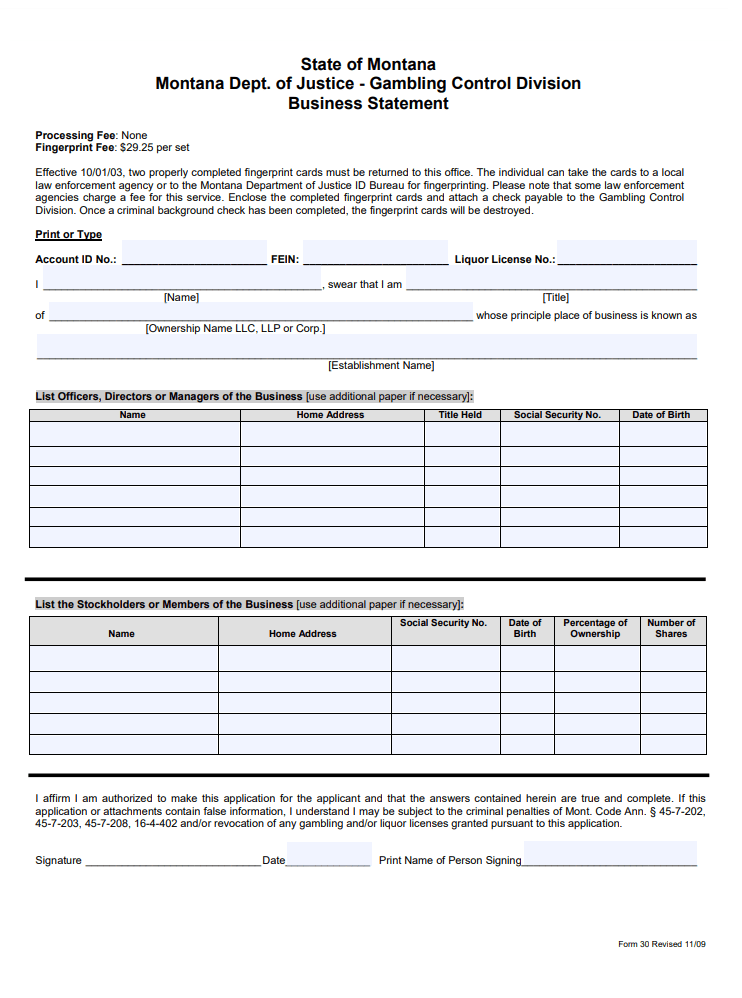 State of Montana
Montana Dept. of Justice - Gambling Control Division
Business Statement
Processing Fee: None
Fingerprint Fee: $29.25 per set
Effective 10/01/03, two properly completed fingerprint cards must be returned to this office. The individual can take the cards to a local
law enforcement agency or to the Montana Department of Justice ID Bureau for fingerprinting. Please note that some law enforcement
agencies charge a fee for this service. Enclose the completed fingerprint cards and attach a check payable to the Gambling Control
Division. Once a criminal background check has been completed, the fingerprint cards will be destroyed.
Print or Type
Account ID No.: ____ FEIN: ____ Liquor License No.: ____
I ____, swear that I am ____
[Name] [Title]
of ____ whose principle place of business is known as
[Ownership Name LLC, LLP or Corp.]
[Establishment Name]
List Officers, Directors or Managers of the Business [use additional paper if necessary]:
Name Home Address Title Held Social Security No. Date of Birth
List the Stockholders or Members of the Business [use additional paper if necessary]:
Name Home Address Social Security No. Date of Birth Percentage of Ownership Number of Shares
I affirm I am authorized to make this application for the applicant and that the answers contained herein are true and complete. If this
application or attachments contain false information, I understand I may be subject to the criminal penalties of Mont. Code Ann. § 45-7-202,
45-7-203, 45-7-208, 16-4-402 and/or revocation of any gambling and/or liquor licenses granted pursuant to this application.
Signature ____ Date ____ Print Name of Person Signing ____
Form 30 Revised 11/09